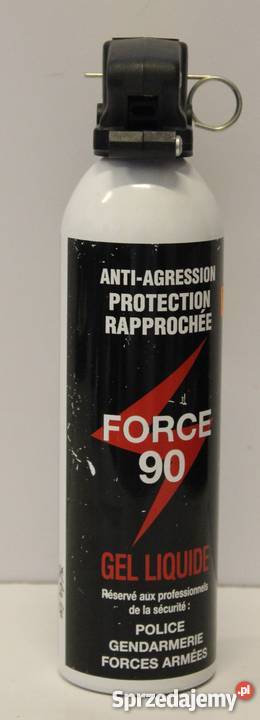 ANTI-AGRESSION
PROTECTION
RAPPROCHÉE
FORCE
90
GEL LIQUIDE
Réservé aux professionnels
de la sécurité :
POLICE
GENDARMERIE
FORCES ARMÉES
Sprzedajemy.pl